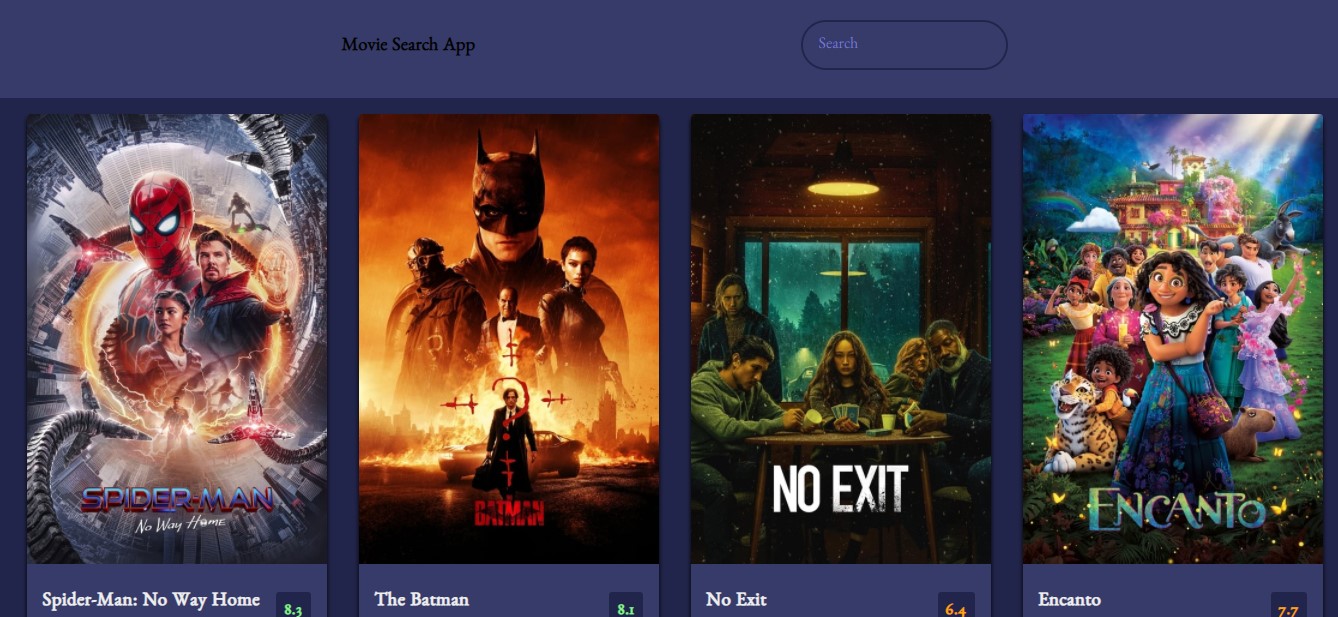 Movie Search App
Search
SPIDER-MAN
No Way Home
BATMAN
NO EXIT
ENCANTO
Spider-Man: No Way Home
8.3
The Batman
8.1
No Exit
6.4
Encanto
7.7